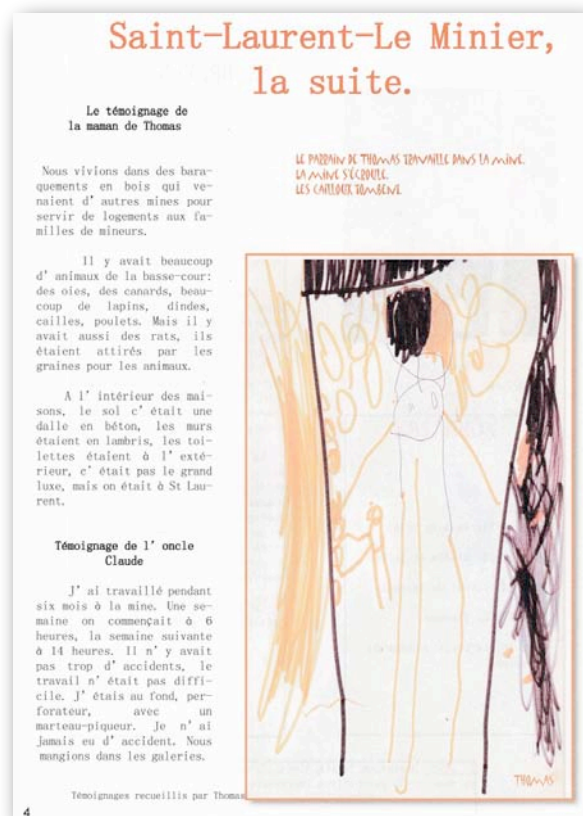 Saint-Laurent-Le Minier,
la suite.
Le témoignage de
la maman de Thomas
Nous vivions dans des bara-
quements en bois qui ve-
naient d'autres mines pour
servir de logements aux fa-
milles de mineurs.
Il y avait beaucoup
d'animaux de la basse-cour:
des oies, des canards, beau-
coup de lapins, dindes,
cailles, poulets. Mais il y
avait aussi des rats, ils
étaient attirés par les
graines pour les animaux.
A l'intérieur des mai-
sons, le sol c'était une
dalle en béton, les murs
étaient en lambris, les toi-
lettes étaient à l'exté-
rieur, c'était pas le grand
luxe, mais on était à St Lau-
rent.
Témoignage de l'oncle
Claude
J'ai travaillé pendant
six mois à la mine. Une se-
maine on commençait à 6
heures, la semaine suivante
à 14 heures. Il n'y avait
pas trop d'accidents, le
travail n'était pas diffi-
cile. J'étais au fond, per-
forateur, avec un
marteau-piqueur. Je n'ai
jamais eu d'accident. Nous
mangions dans les galeries.
Témoignages recueillis par Thomas
4
LE PARRAIN DE THOMAS TRAVAILLE DANS LA MINE.
LA MINE S'ÉCROULE.
LES CAILLOUX TOMBENT.
THOMAS